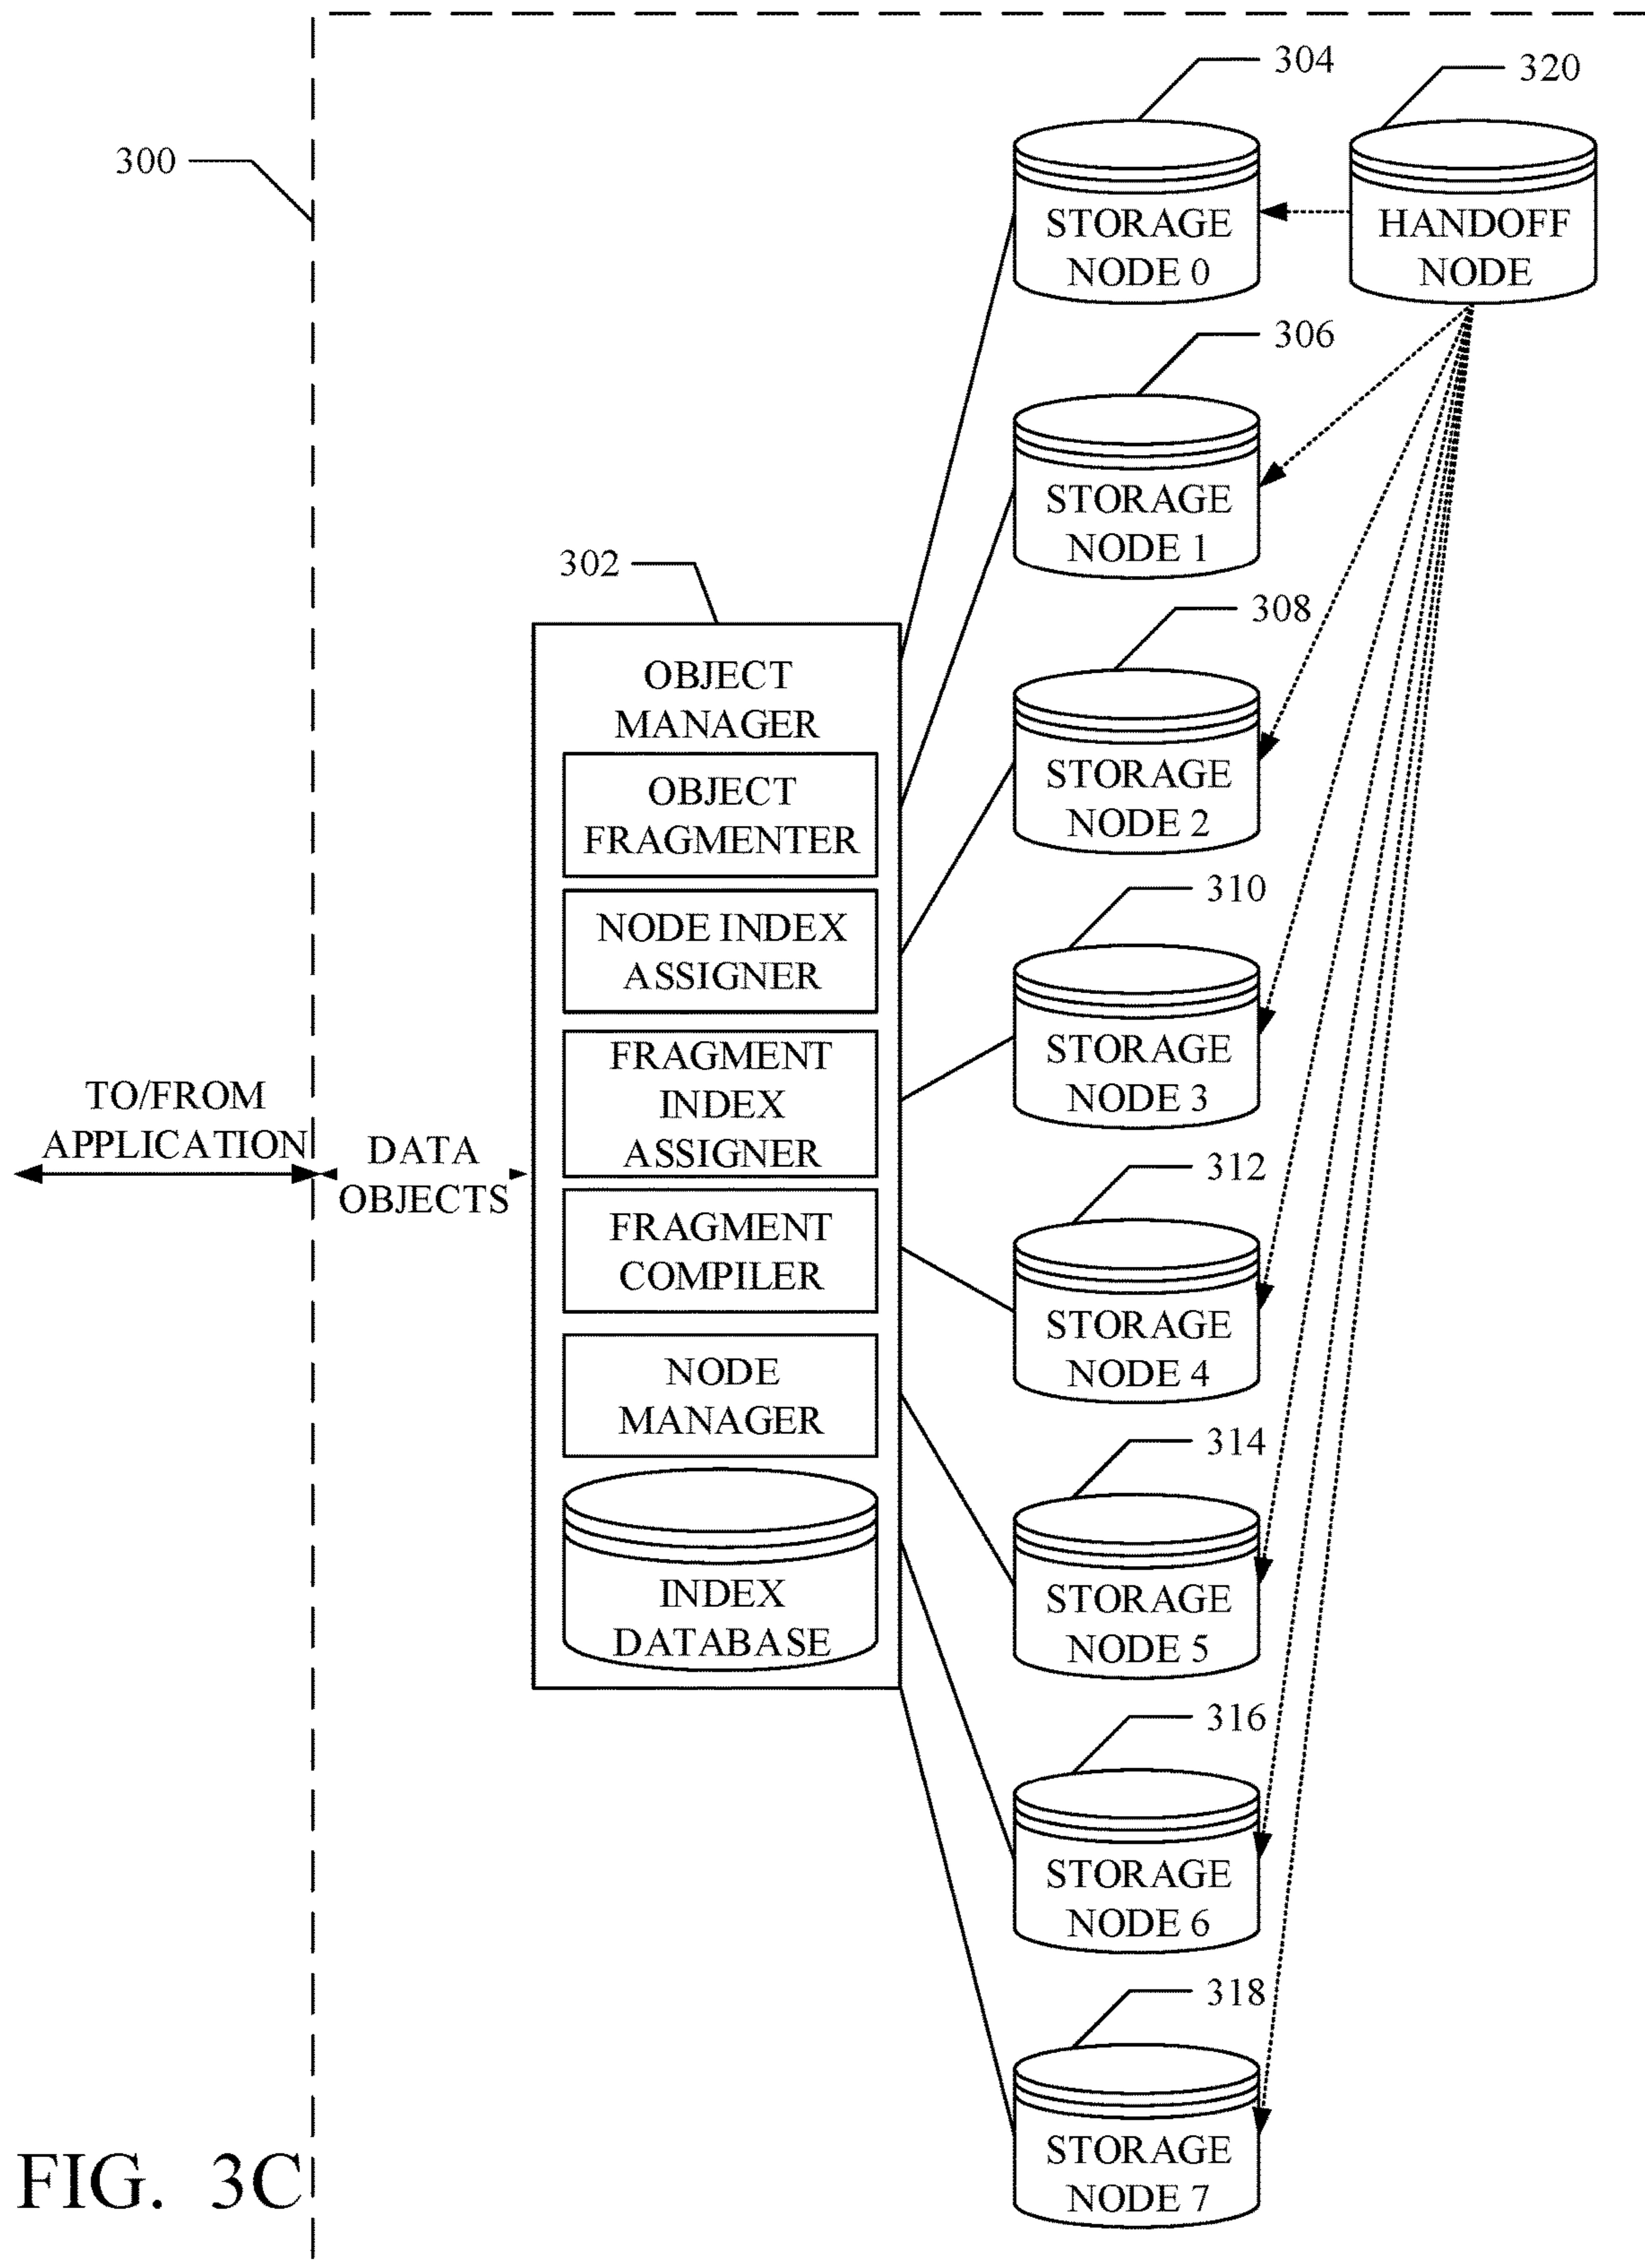 304
320
300
STORAGE
NODE 0
HANDOFF
NODE
306
STORAGE
NODE 1
302
308
OBJECT
MANAGER
STORAGE
NODE 2
OBJECT
FRAGMENTER
310
NODE INDEX
ASSIGNER
STORAGE
NODE 3
FRAGMENT
INDEX
ASSIGNER
TO/FROM
APPLICATION
DATA
OBJECTS
312
FRAGMENT
COMPILER
STORAGE
NODE 4
NODE
MANAGER
314
STORAGE
NODE 5
INDEX
DATABASE
316
STORAGE
NODE 6
318
STORAGE
NODE 7
FIG. 3C